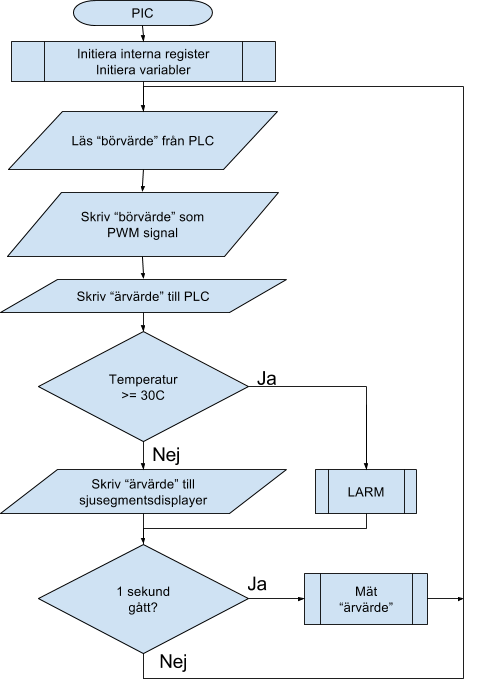 PIC
Initiera interna register
Initiera variabler
Läs “börvärde” från PLC
Skriv “börvärde” som
PWM signal
Skriv “ärvärde” till PLC
Temperatur
>= 30C
Ja
Nej
Skriv “ärvärde” till
sjusegmentsdisplayer
LARM
1 sekund
gått?
Ja
Mät
“ärvärde”
Nej